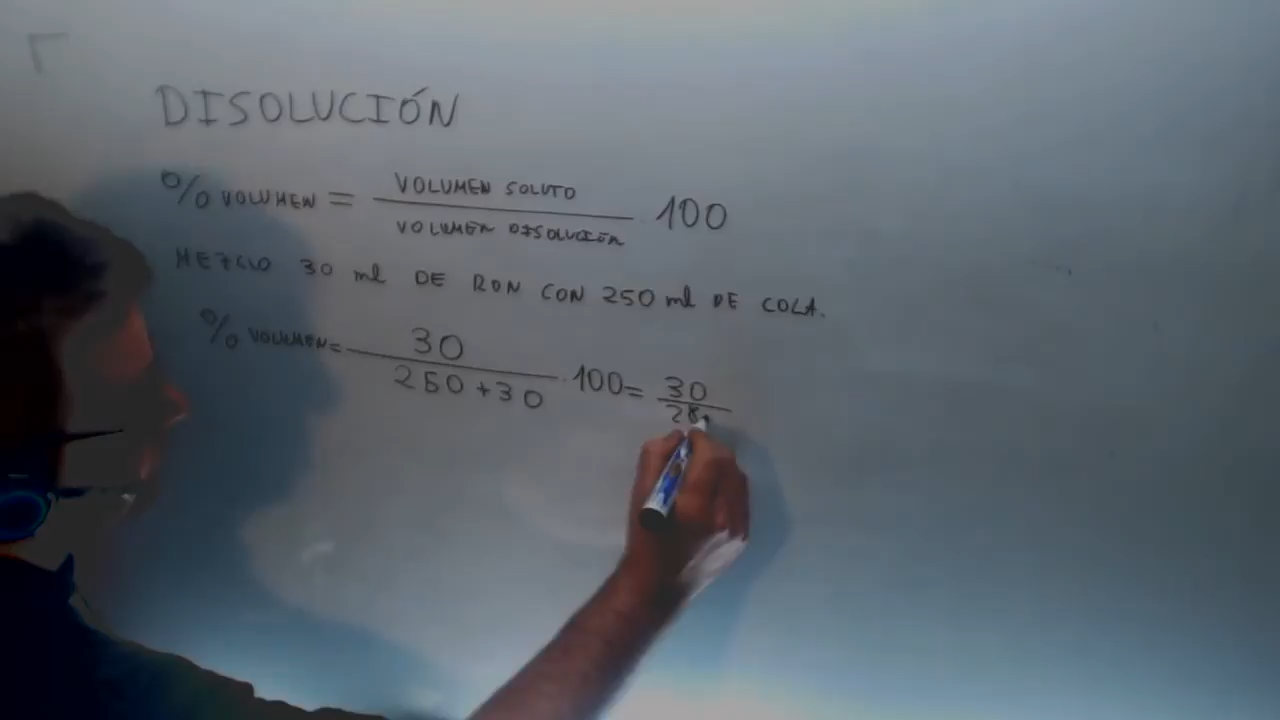 DISOLUCIÓN
% VOLUMEN = VOLUMEN SOLUTO / VOLUMEN DISOLUCIÓN · 100
MEZCLO 30 ml DE RON CON 250 ml DE COLA.
% VOLUMEN = 30 / 250 + 30 · 100 = 30 / 28